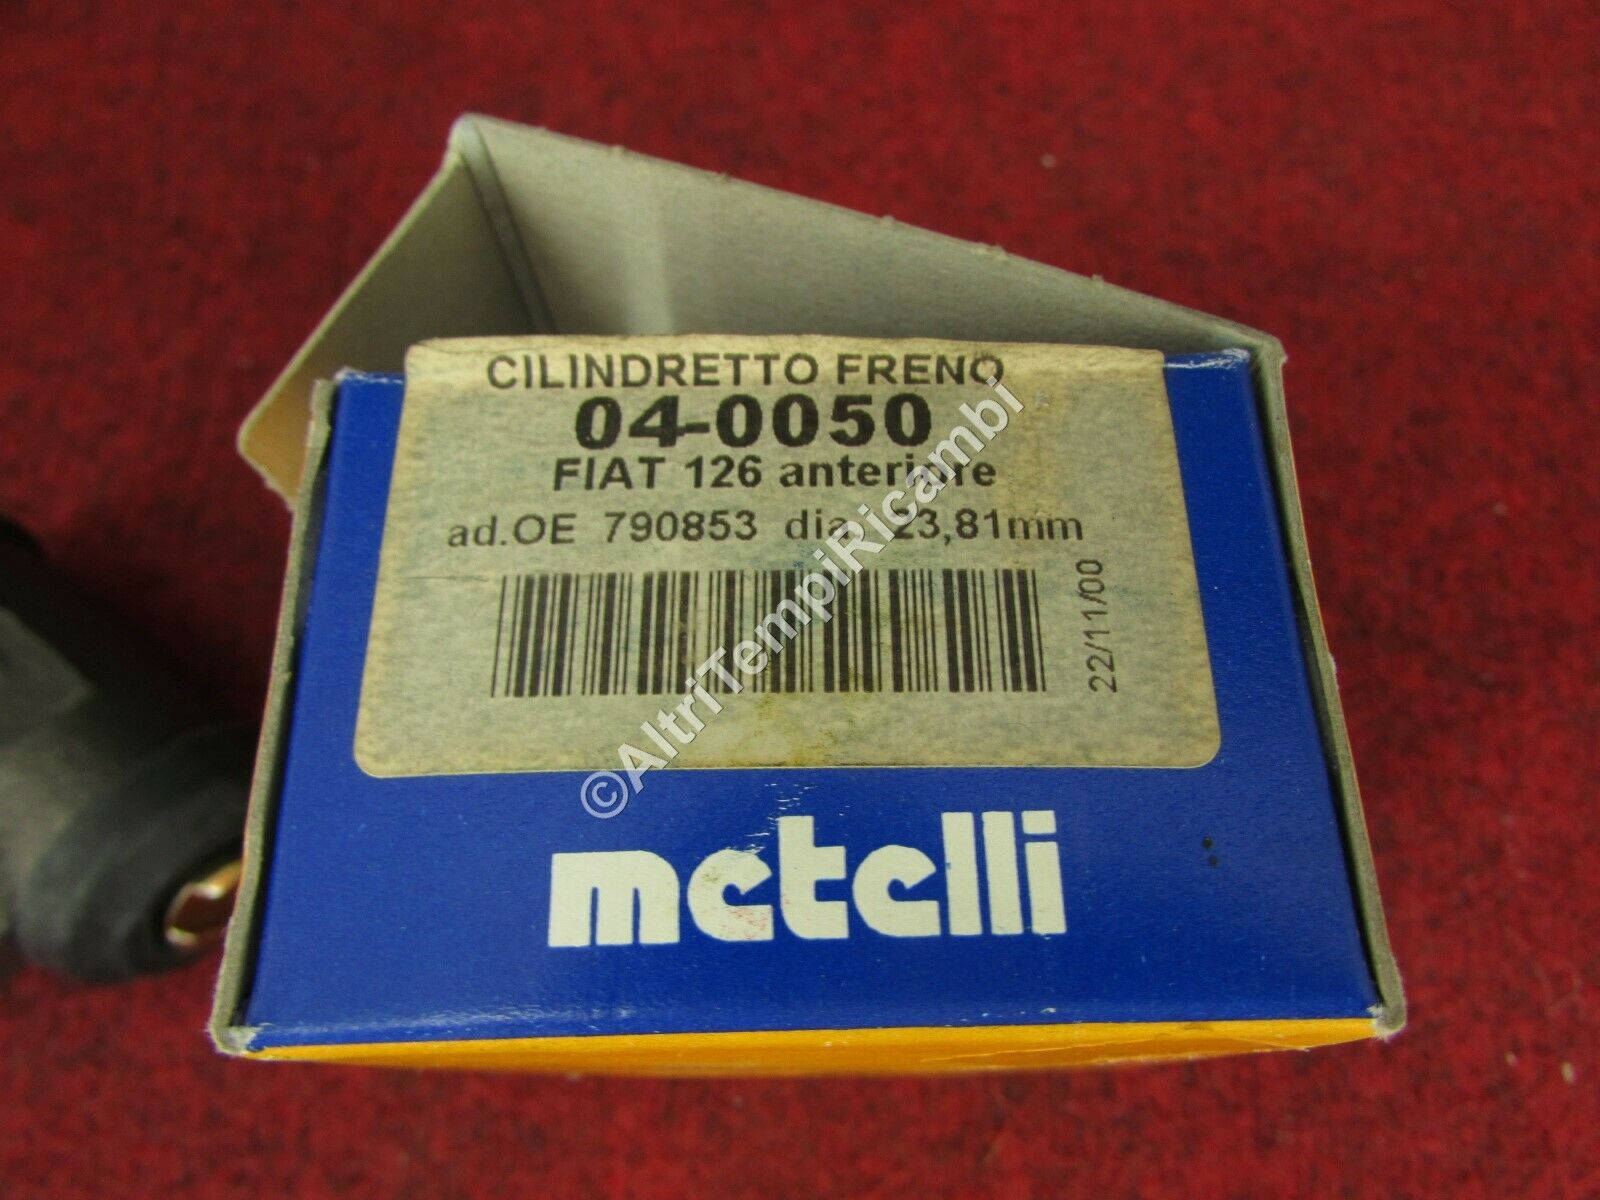 CILINDRETTO FRENO
04-0050
FIAT 126 anteriore
ad.OE 790853 dia. 23,81mm
22/11/00
©AltriTempiRicambi
metelli